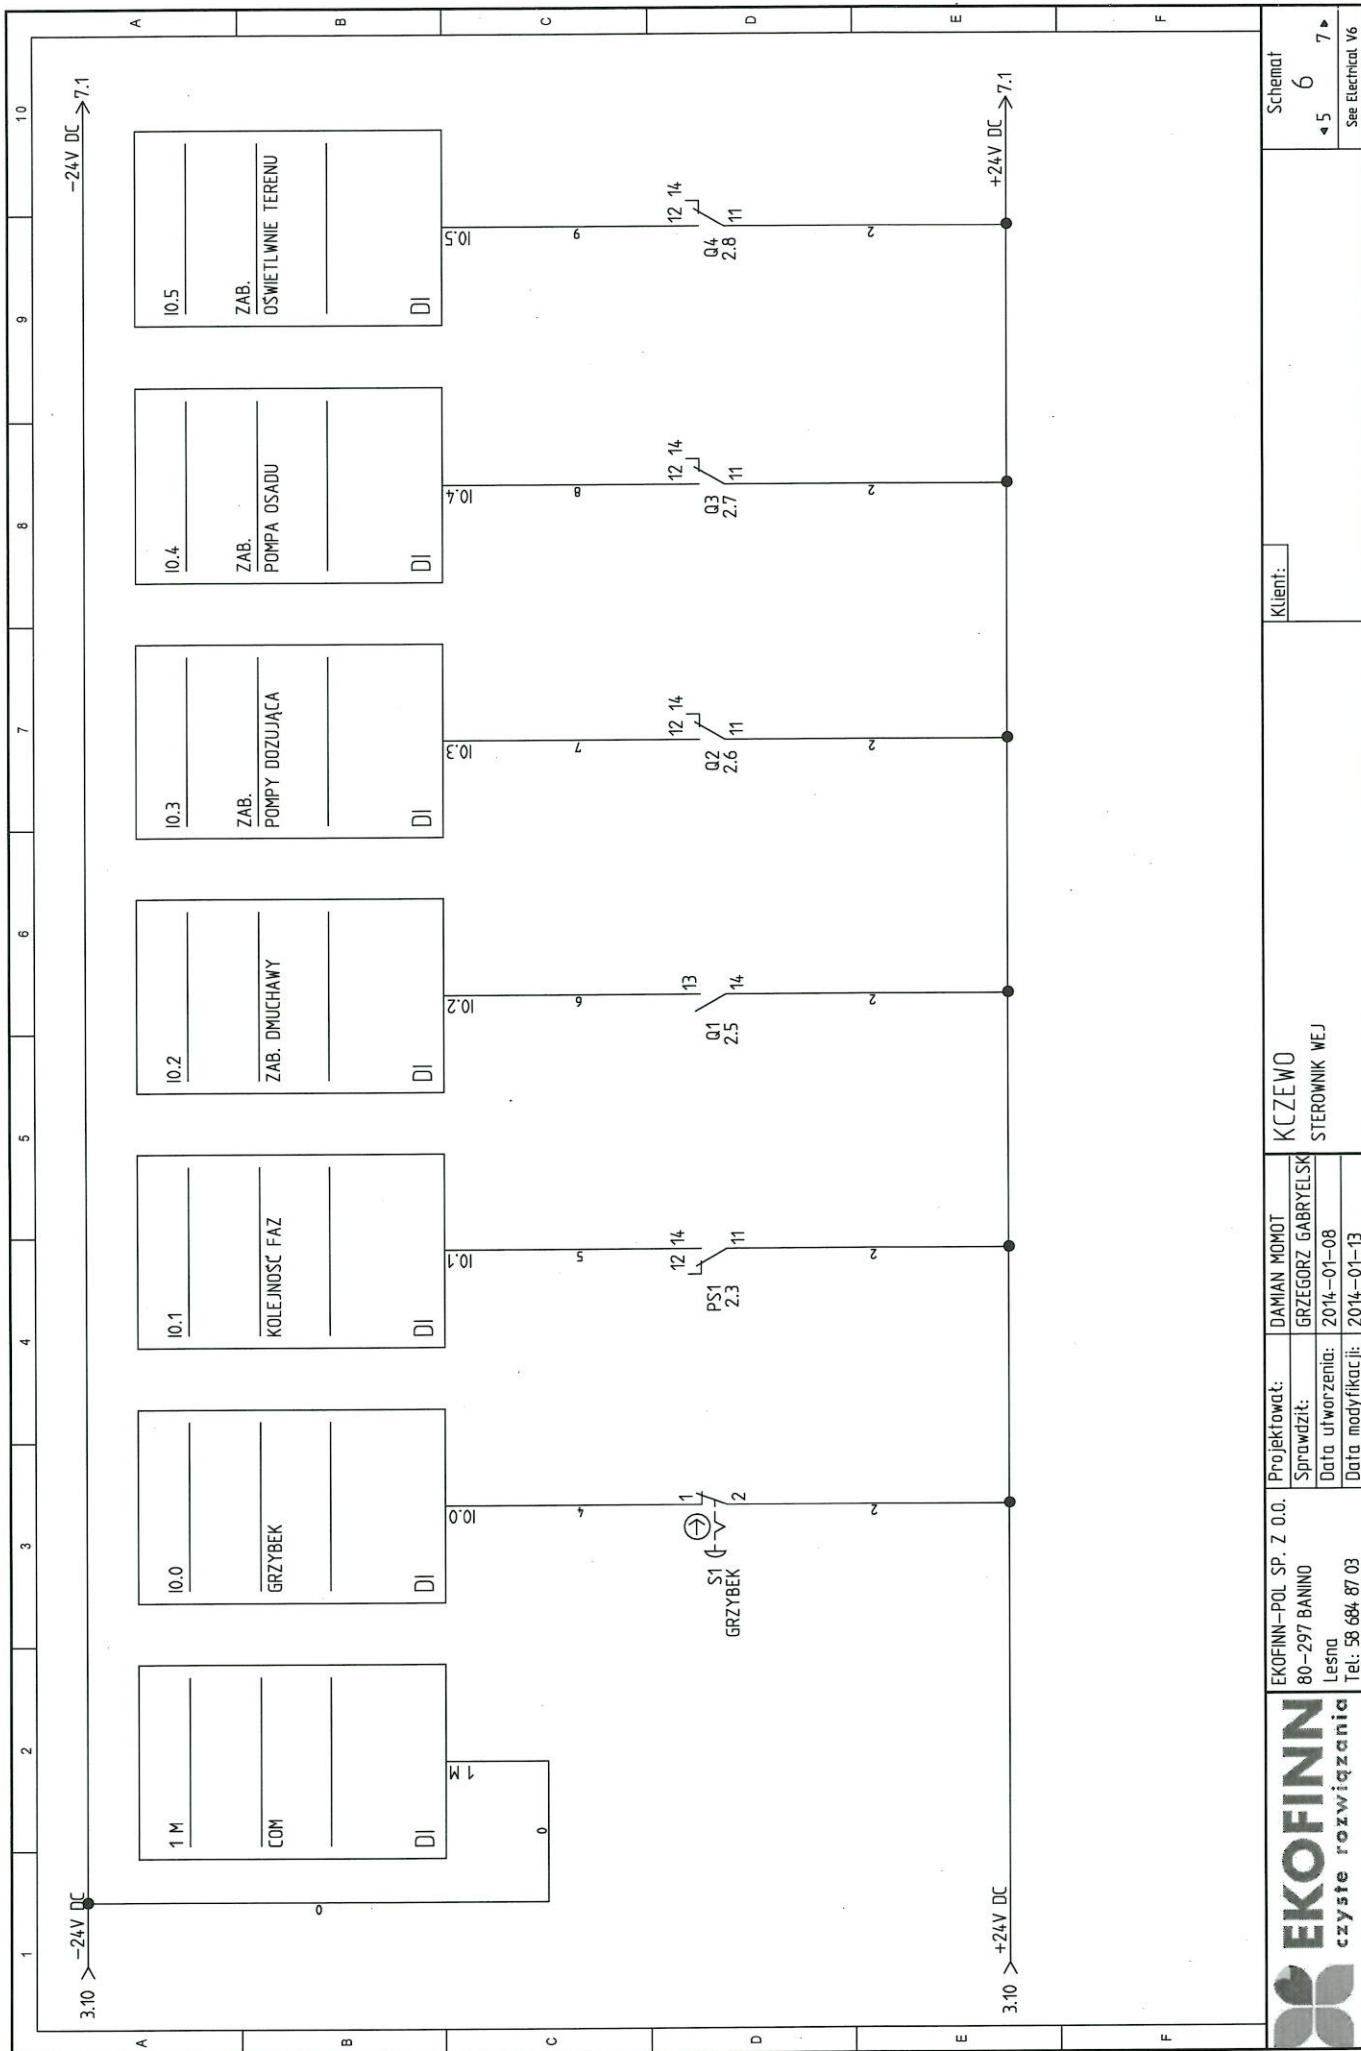 1 2 3 4 5 6 7 8 9 10
A
B
C
D
E
F
A
B
C
D
E
F
3.10 -24V DC
-24V DC 7.1
1 M
COM
DI
1 M
0
0
I0.0
GRZYBEK
DI
I0.0
4
S1
GRZYBEK
1
2
2
I0.1
KOLEJNOŚĆ FAZ
DI
I0.1
5
PS1
2.3
12 14
11
2
I0.2
ZAB. DMUCHAWY
DI
I0.2
6
Q1
2.5
13
14
2
I0.3
ZAB.
POMPY DOZUJĄCA
DI
I0.3
7
Q2
2.6
12 14
11
2
I0.4
ZAB.
POMPA OSADU
DI
I0.4
8
Q3
2.7
12 14
11
2
I0.5
ZAB.
OŚWIETLWNIE TERENU
DI
I0.5
9
Q4
2.8
12 14
11
2
3.10 +24V DC
+24V DC 7.1
EKOFINN
czyste rozwiązania
EKOFINN-POL SP. Z O.O.
80-297 BANINO
Leśna
Tel: 58 684 87 03
Projektował: DAMIAN MOMOT
Sprawdził: GRZEGORZ GABRYELSKI
Data utworzenia: 2014-01-08
Data modyfikacji: 2014-01-13
KCZEWO
STEROWNIK WEJ
Klient:
Schemat
5 6 7
See Electrical V6